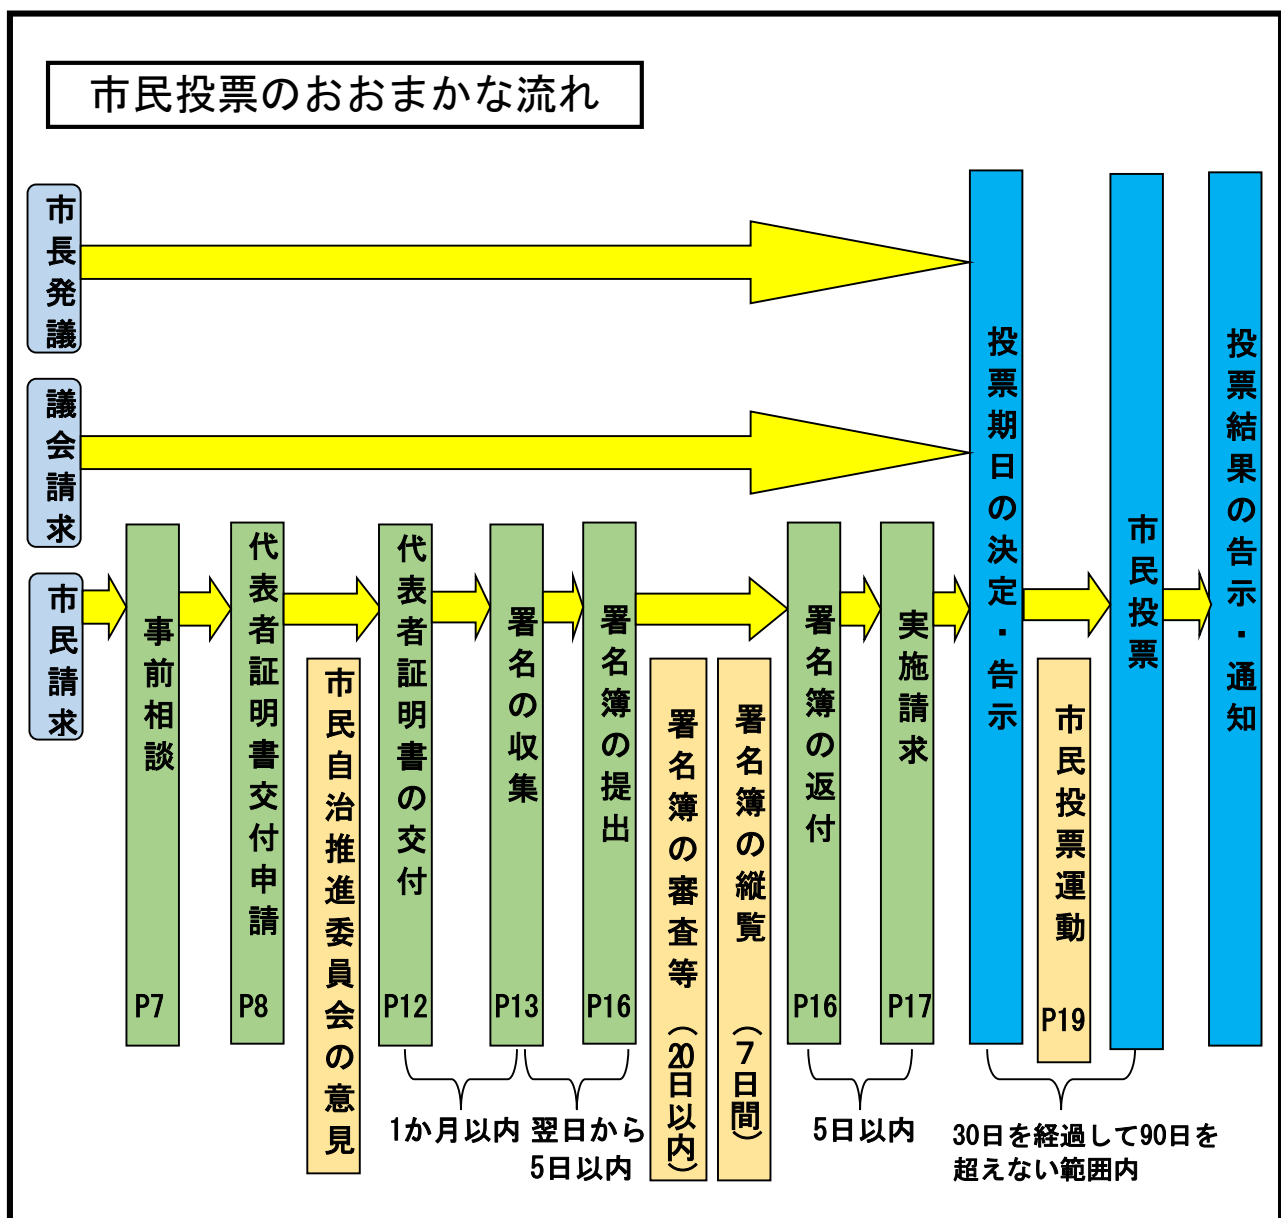 市民投票のおおまかな流れ
市長発議
議会請求
市民請求
事前相談
P7
代表者証明書交付申請
P8
市民自治推進委員会の意見
代表者証明書の交付
P12
署名の収集
P13
署名簿の提出
P16
署名簿の審査等（20日以内）
署名簿の縦覧（7日間）
署名簿の返付
P16
実施請求
P17
投票期日の決定・告示
市民投票運動
P19
市民投票
投票結果の告示・通知
1か月以内
翌日から
5日以内
5日以内
30日を経過して90日を
超えない範囲内